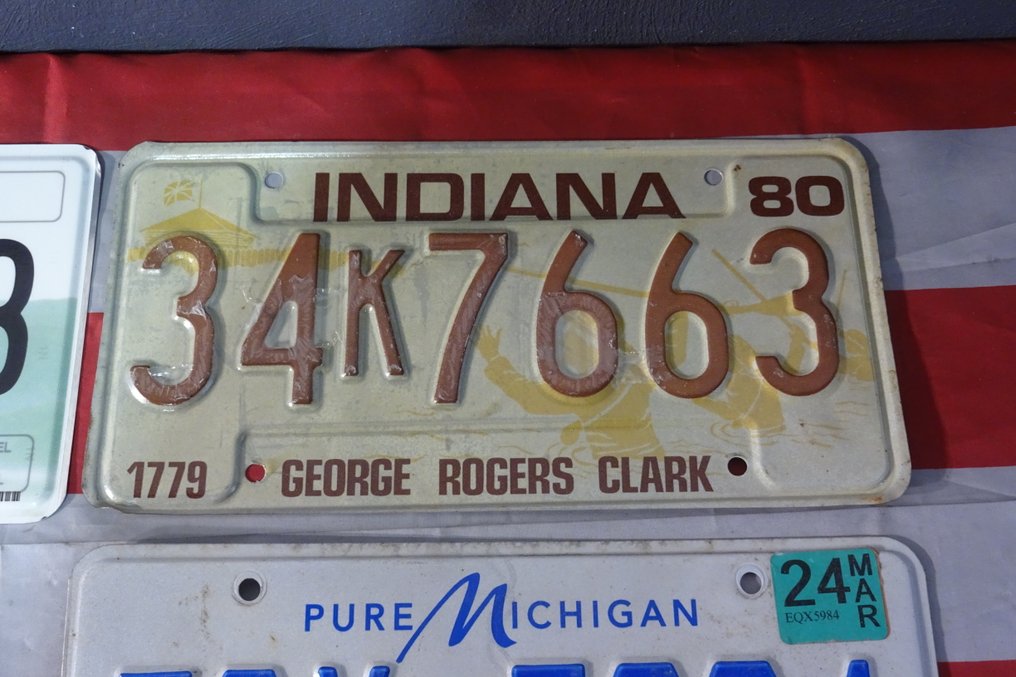 INDIANA 80
34K7663
1779 GEORGE ROGERS CLARK
PURE MICHIGAN
24 MAR
EQX5984